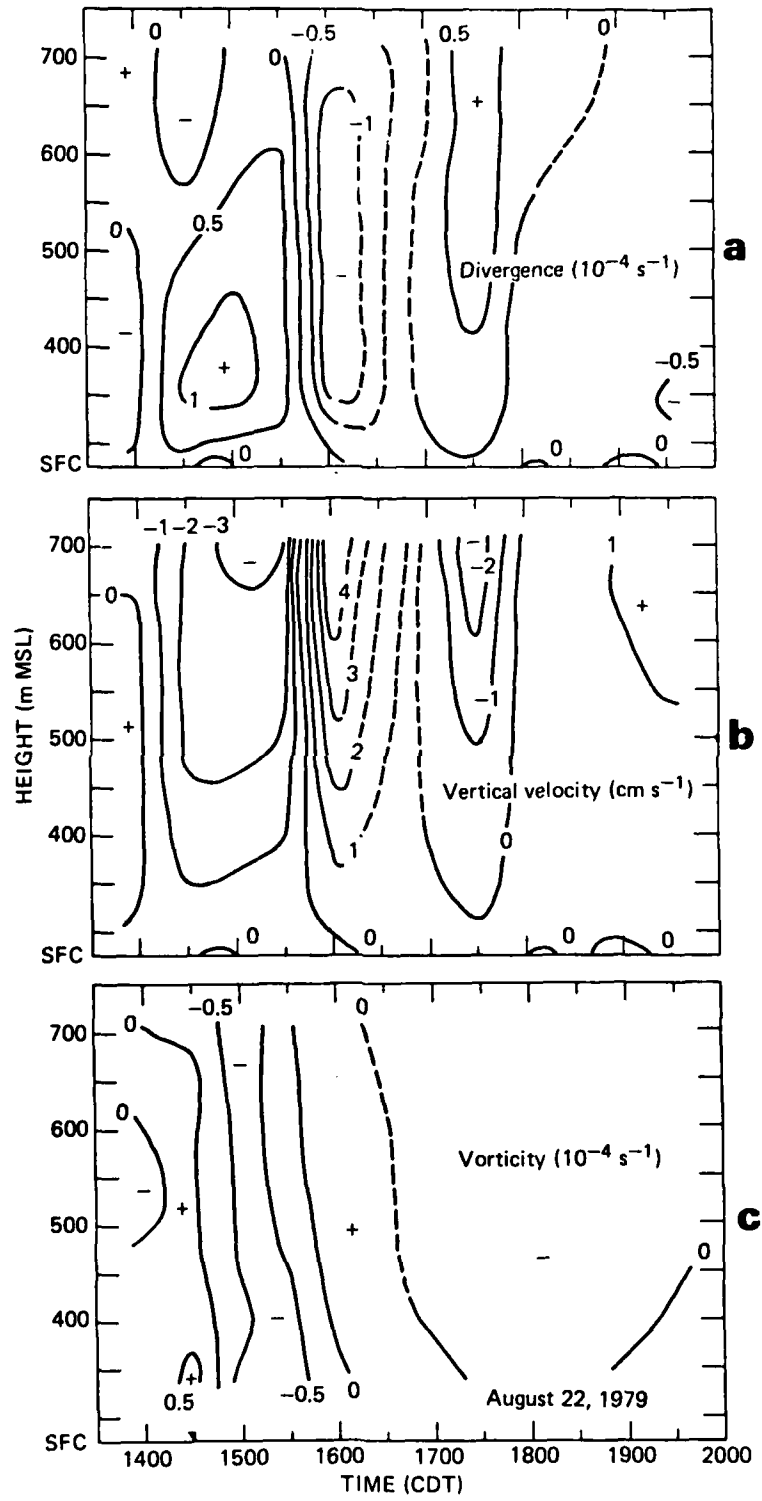 0 -0.5 0.5 0
700 + 0
- +
-1
600
0 0.5
500 - a
Divergence (10⁻⁴ s⁻¹)
-
400 + -0.5
1 -
SFC 0 0 0
-1 -2 -3 - 1
700 - -2
0 4 +
600
3
+ -1
500 2 b
Vertical velocity (cm s⁻¹)
400 1 0
SFC 0 0 0 0
HEIGHT (m MSL)
0 -0.5 0
700 -
0
600
Vorticity (10⁻⁴ s⁻¹)
- + + c
500 - 0
400 -
+
0.5 -0.5 0 August 22, 1979
SFC
1400 1500 1600 1700 1800 1900 2000
TIME (CDT)